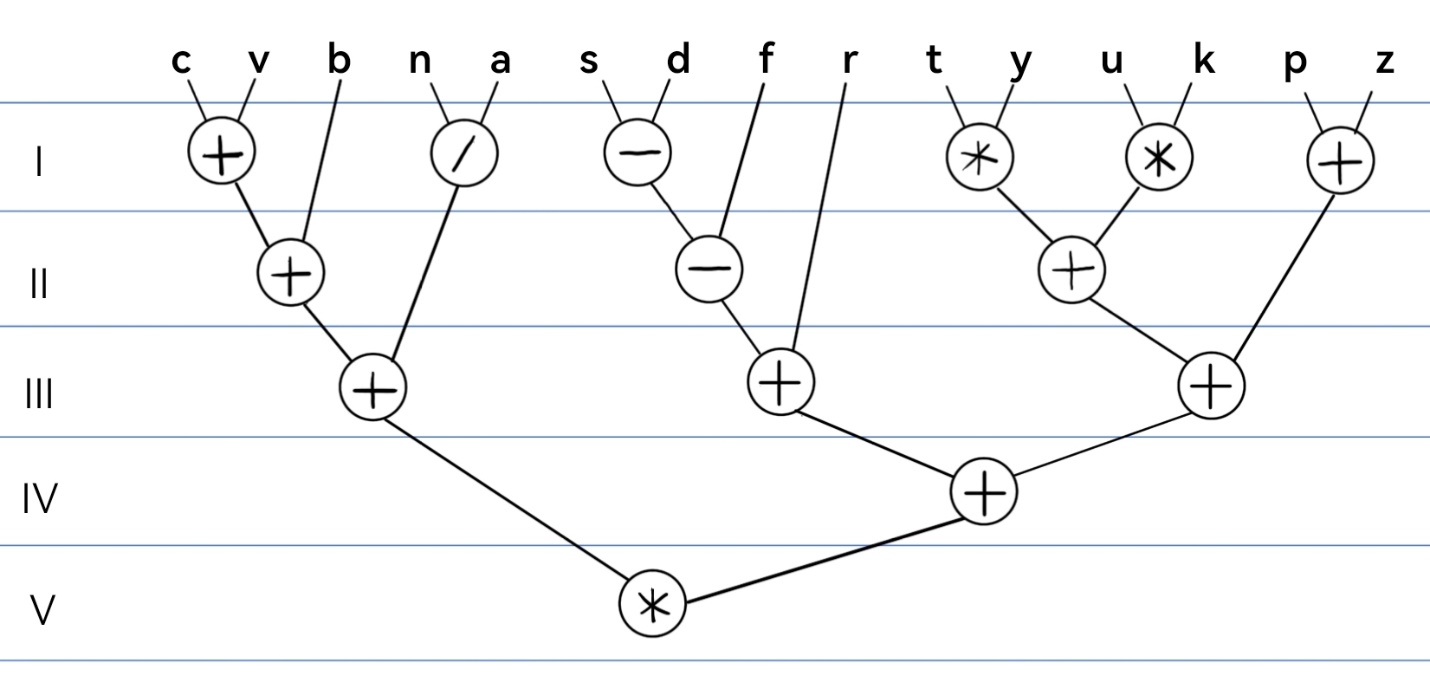 c v b n a s d f r t y u k p z
I + / − * * +
II + − +
III + + +
IV +
V *